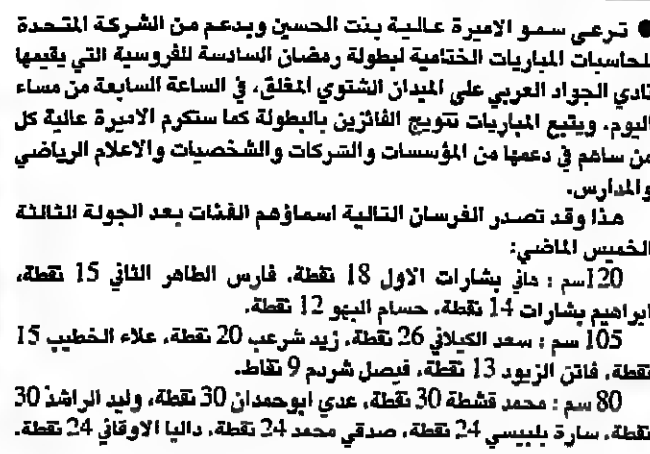 ● ترعى سمو الاميرة عالية بنت الحسين وبدعم من الشركة المتحدة
للحاسبات المباريات الختامية لبطولة رمضان السادسة للفروسية التي يقيمها
نادي الجواد العربي على الميدان الشتوي المغلق، في الساعة السابعة من مساء
اليوم. ويتبع المباريات تتويج الفائزين بالبطولة كما ستكرم الاميرة عالية كل
من ساهم في دعمها من المؤسسات والشركات والشخصيات والاعلام الرياضي
والمدارس.
هذا وقد تصدر الفرسان التالية اسماؤهم الفئات بعد الجولة الثالثة
الخميس الماضي:
120سم : هاني بشارات الاول 18 نقطة، فارس الطاهر الثاني 15 نقطة،
ابراهيم بشارات 14 نقطة، حسام البهو 12 نقطة.
105 سم : سعد الكيلاني 26 نقطة، زيد شرعب 20 نقطة، علاء الخطيب 15
نقطة، فاتن الزيود 13 نقطة، فيصل شردم 9 نقاط.
80 سم : محمد قشطة 30 نقطة، عدي ابوحمدان 30 نقطة، وليد الراشد 30
نقطة، سارة بلبيسي 24 نقطة، صدقي محمد 24 نقطة، داليا الاوقاني 24 نقطة.